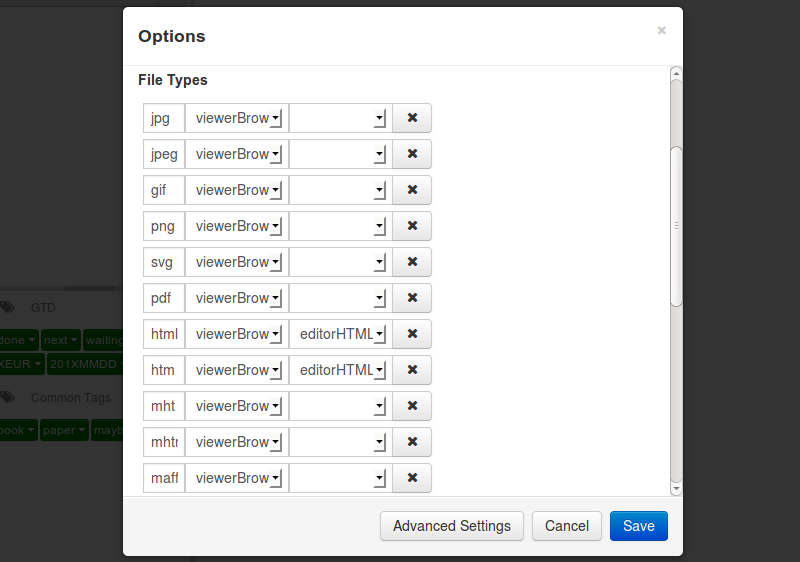 Options
×
File Types
jpg viewerBrow
jpeg viewerBrow
gif viewerBrow
png viewerBrow
svg viewerBrow
pdf viewerBrow
html viewerBrow editorHTML
htm viewerBrow editorHTML
mht viewerBrow
mhtr viewerBrow
maff viewerBrow
GTD
done next waiting
XEUR 201XMMDD
Common Tags
book paper mayb
Advanced Settings Cancel Save